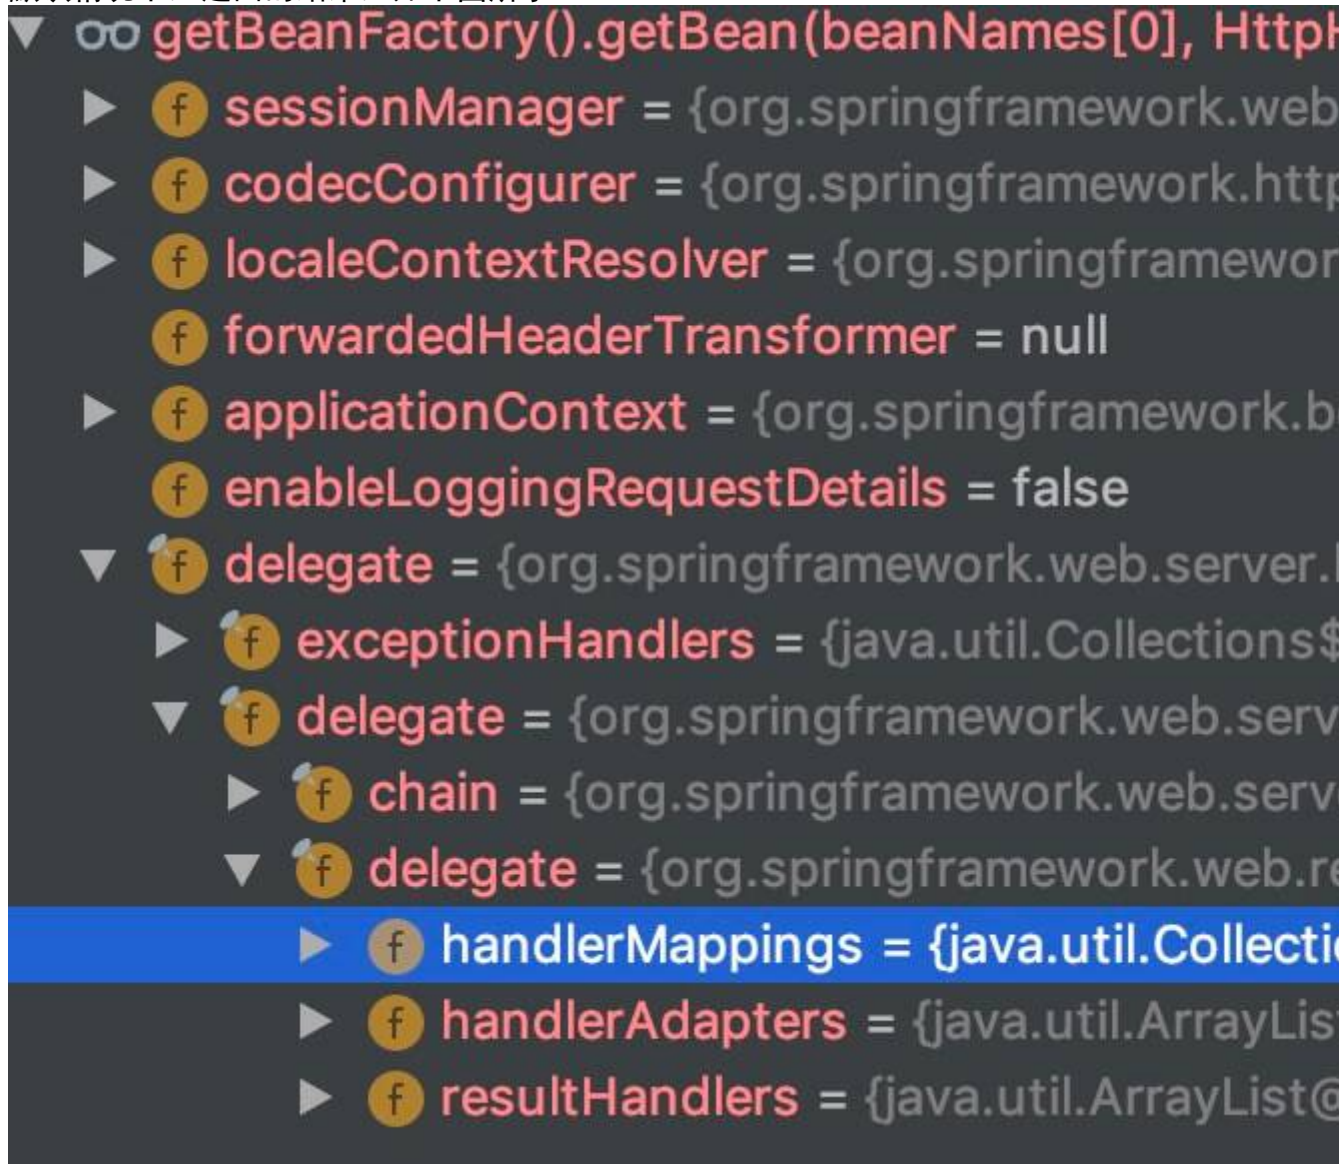 getBeanFactory().getBean(beanNames[0], Http
f sessionManager = {org.springframework.web
f codecConfigurer = {org.springframework.http
f localeContextResolver = {org.springframewor
f forwardedHeaderTransformer = null
f applicationContext = {org.springframework.b
f enableLoggingRequestDetails = false
f delegate = {org.springframework.web.server.
f exceptionHandlers = {java.util.Collections$
f delegate = {org.springframework.web.serv
f chain = {org.springframework.web.serv
f delegate = {org.springframework.web.re
f handlerMappings = {java.util.Collectio
f handlerAdapters = {java.util.ArrayLis
f resultHandlers = {java.util.ArrayList@